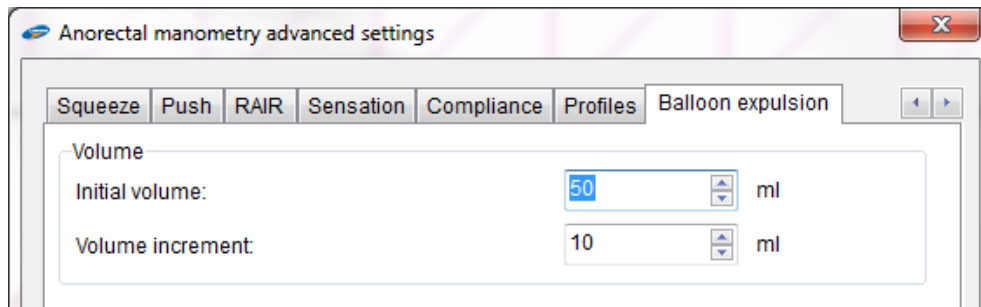 Anorectal manometry advanced settings
Squeeze Push RAIR Sensation Compliance Profiles Balloon expulsion
Volume
Initial volume: 50 ml
Volume increment: 10 ml